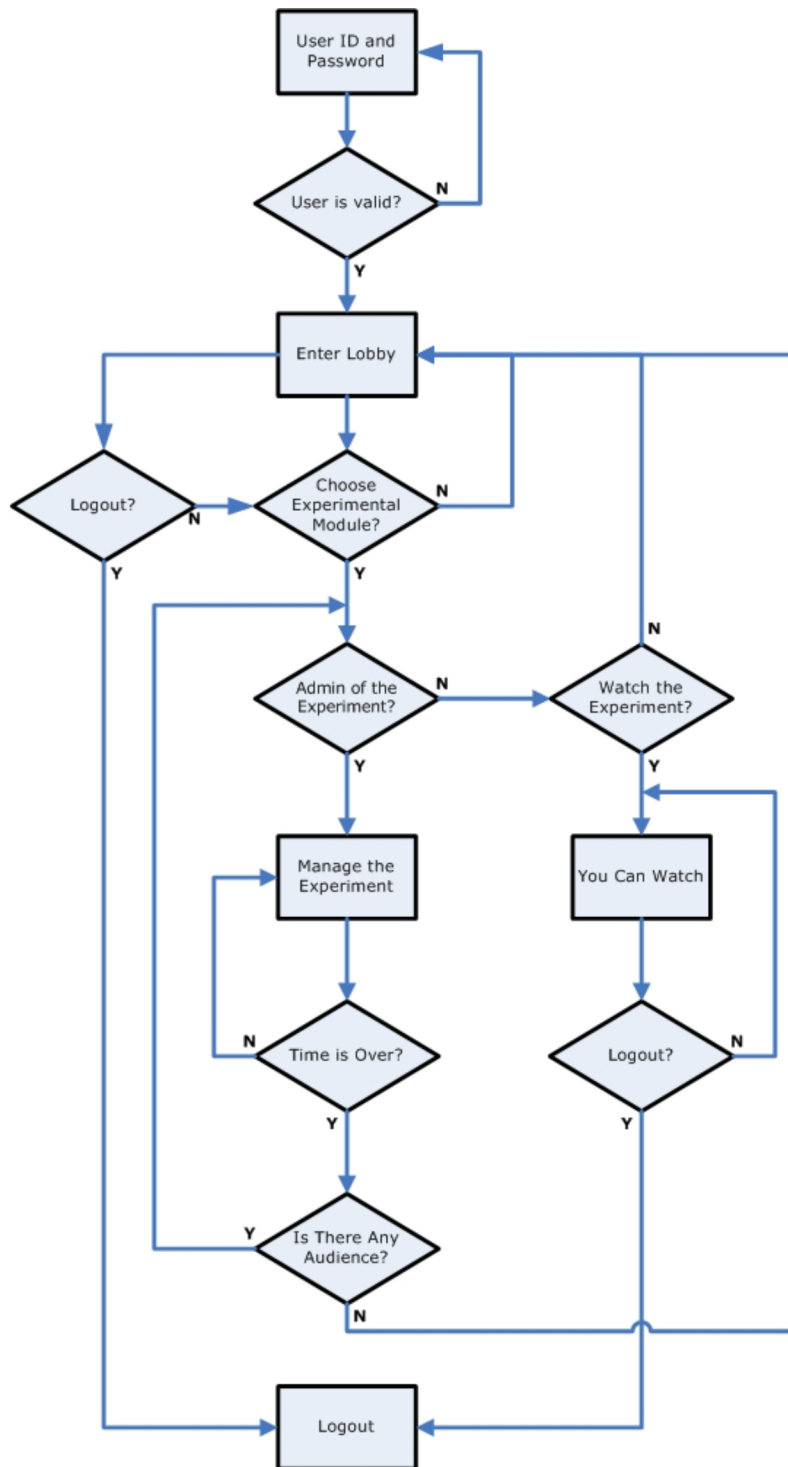 User ID and
Password
User is valid?
N
Y
Enter Lobby
Logout?
N
Y
Choose
Experimental
Module?
N
Y
Admin of the
Experiment?
N
Y
Watch the
Experiment?
N
Y
Manage the
Experiment
You Can Watch
Time is Over?
N
Y
Logout?
N
Y
Is There Any
Audience?
Y
N
Logout